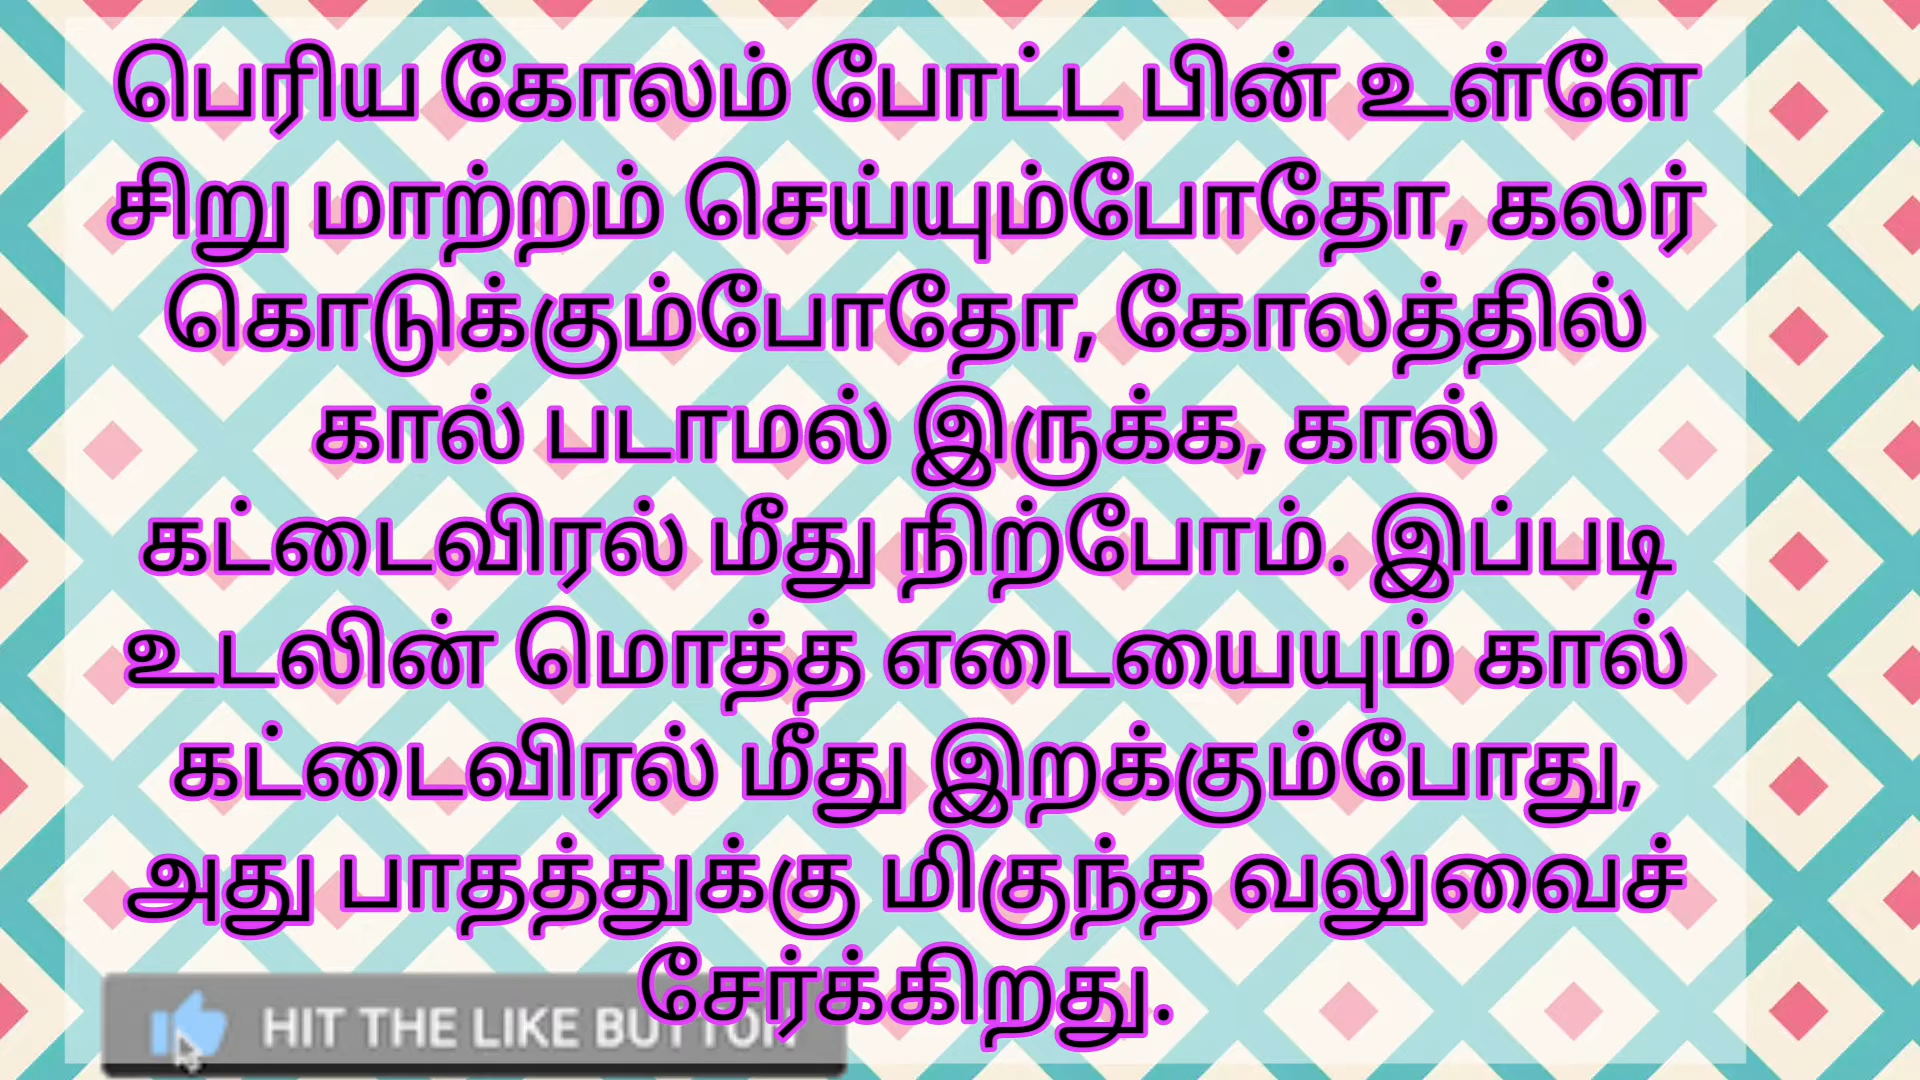 பெரிய கோலம் போட்ட பின் உள்ளே
சிறு மாற்றம் செய்யும்போதோ, கலர்
கொடுக்கும்போதோ, கோலத்தில்
கால் படாமல் இருக்க, கால்
கட்டைவிரல் மீது நிற்போம். இப்படி
உடலின் மொத்த எடையையும் கால்
கட்டைவிரல் மீது இறக்கும்போது,
அது பாதத்துக்கு மிகுந்த வலுவைச்
சேர்க்கிறது.
HIT THE LIKE BUTTON